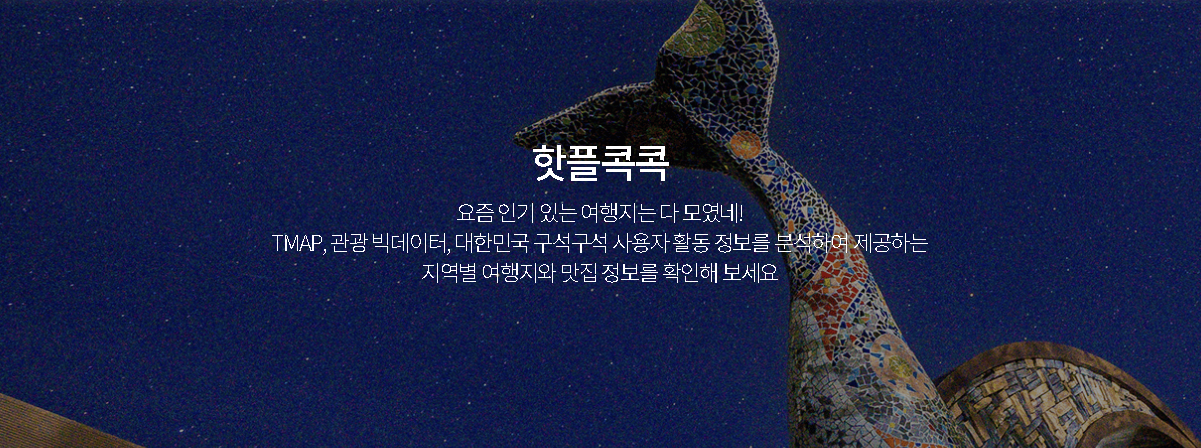 핫플콕콕
요즘 인기 있는 여행지는 다 모였네!
TMAP, 관광 빅데이터, 대한민국 구석구석 사용자 활동 정보를 분석하여 제공하는
지역별 여행지와 맛집 정보를 확인해 보세요